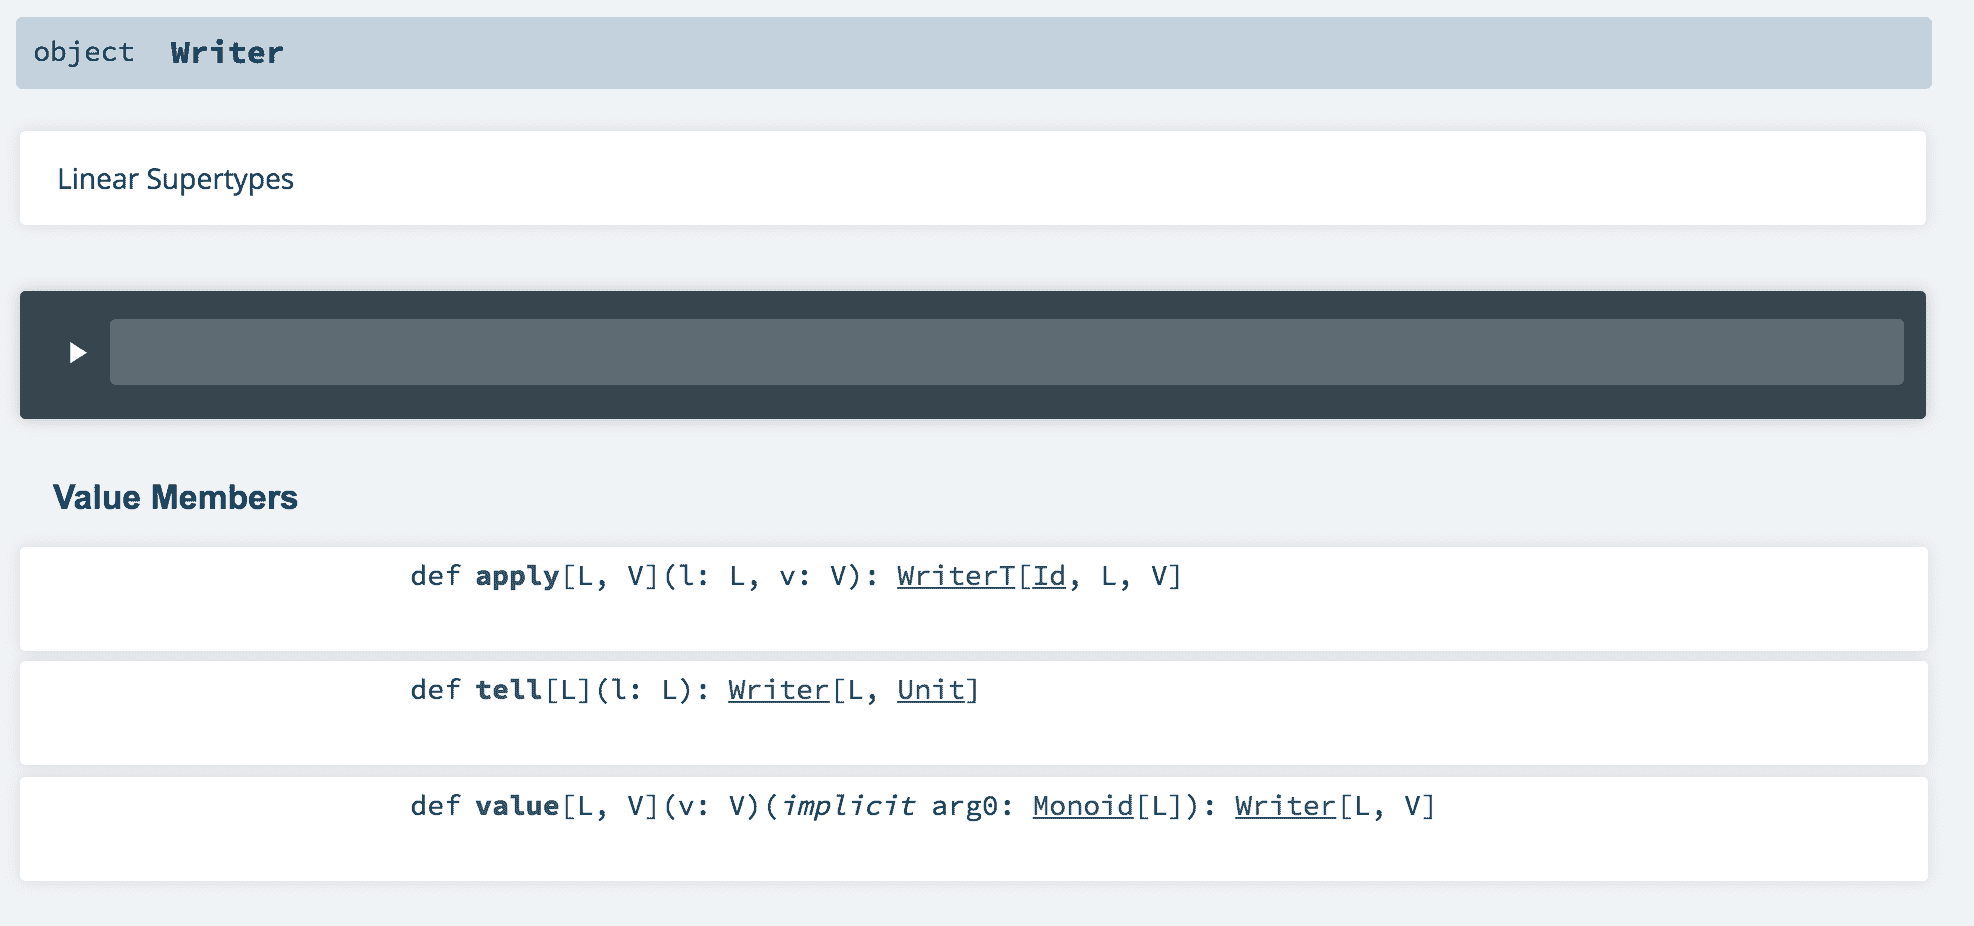 object Writer
Linear Supertypes
Value Members
def apply[L, V](l: L, v: V): WriterT[Id, L, V]
def tell[L](l: L): Writer[L, Unit]
def value[L, V](v: V)(implicit arg0: Monoid[L]): Writer[L, V]